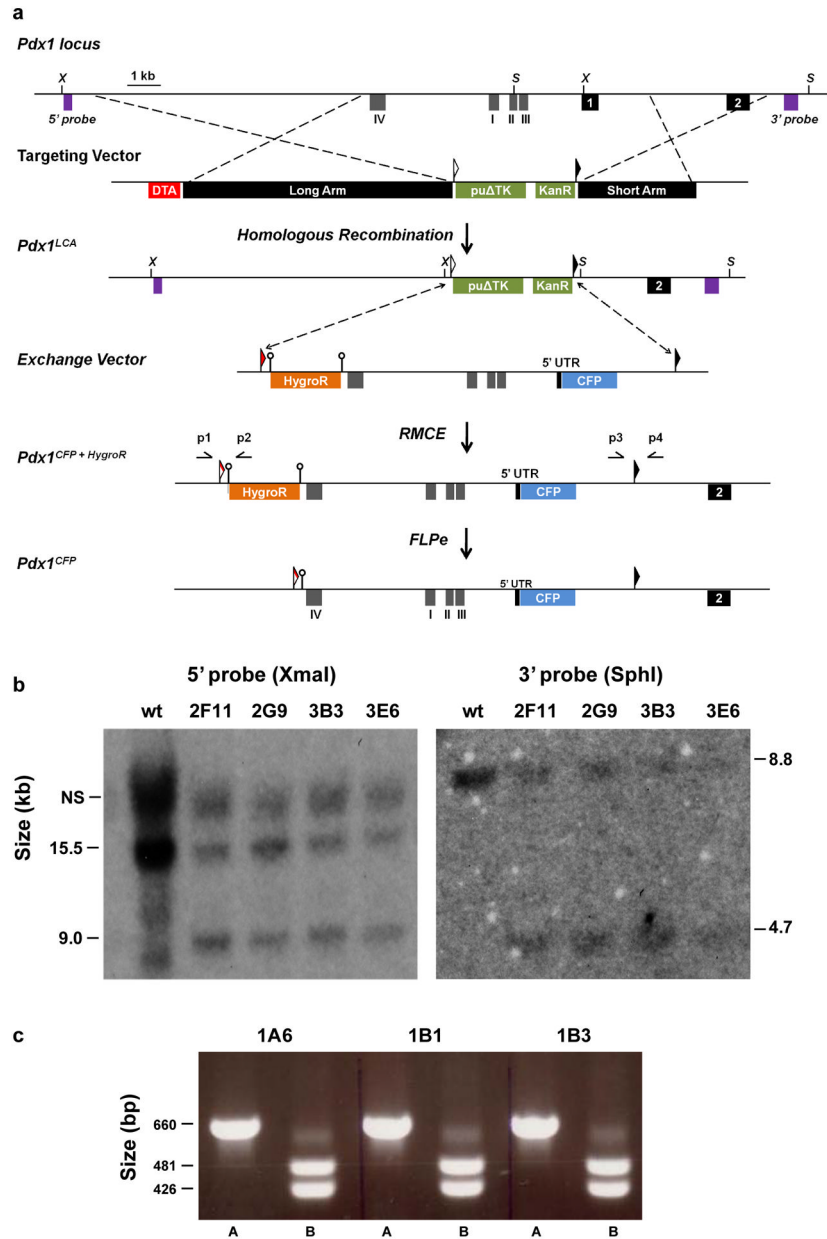 a
Pdx1 locus
X 1 kb S X S
5' probe IV I II III 1 2 3' probe
Targeting Vector
DTA Long Arm puΔTK KanR Short Arm
Pdx1LCA Homologous Recombination
X X S S
puΔTK KanR 2
Exchange Vector
5' UTR
HygroR CFP
RMCE
p1 p2 p3 p4
Pdx1CFP + HygroR
5' UTR
HygroR CFP 2
Pdx1CFP FLPe
5' UTR
CFP 2
IV I II III
b
5' probe (XmaI) 3' probe (SphI)
wt 2F11 2G9 3B3 3E6 wt 2F11 2G9 3B3 3E6
Size (kb)
NS
15.5
9.0
8.8
4.7
c
1A6 1B1 1B3
Size (bp)
660
481
426
A B A B A B